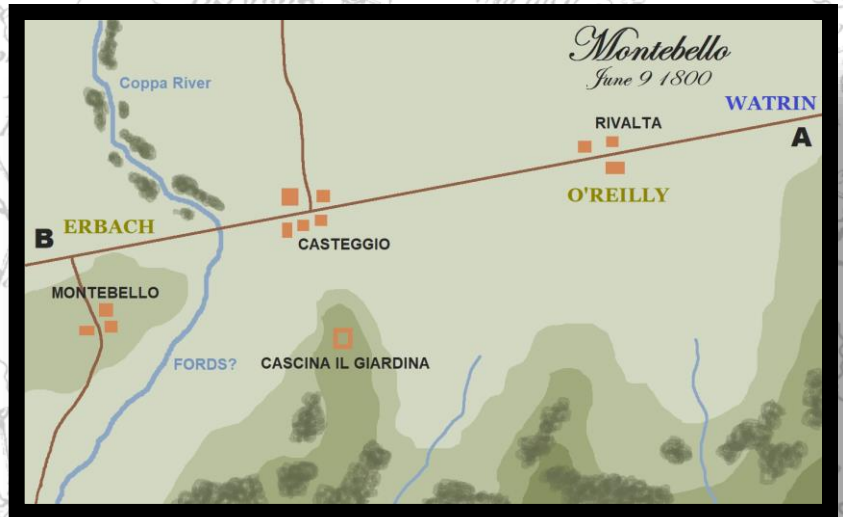 Montebello
June 9 1800
Coppa River
WATRIN
RIVALTA
A
O'REILLY
ERBACH
B
CASTEGGIO
MONTEBELLO
FORDS?
CASCINA IL GIARDINA